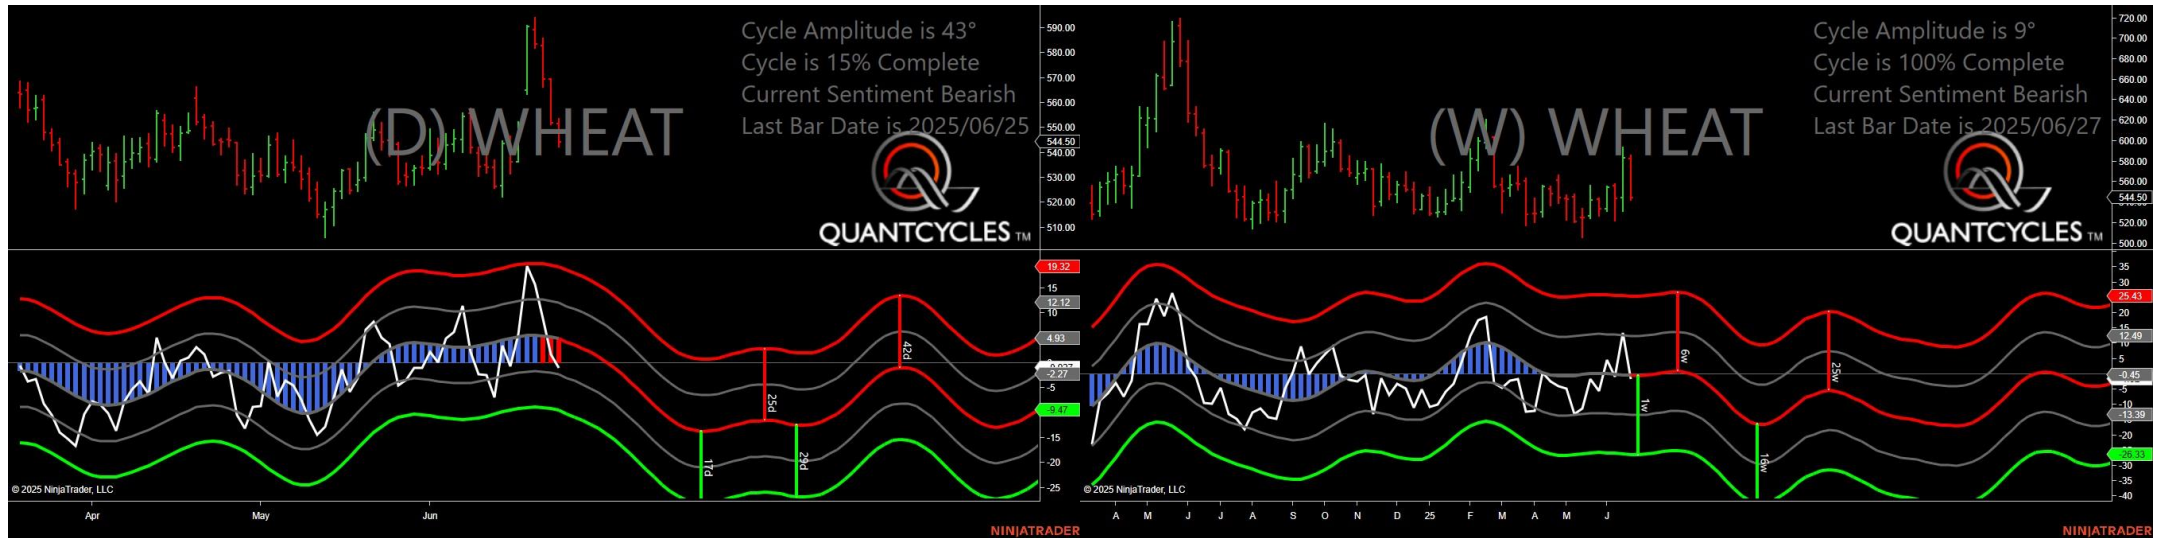 Cycle Amplitude is 43°
Cycle is 15% Complete
Current Sentiment Bearish
Last Bar Date is 2025/06/25
(D) WHEAT
QUANTCYCLES TM
590.00
580.00
570.00
560.00
550.00
544.50
540.00
530.00
520.00
510.00
19.32
15
12.12
10
4.93
-2.27
-5
-9.47
-15
-20
-25
42d
25d
17d
29d
© 2025 NinjaTrader, LLC
Apr May Jun
NINJATRADER
Cycle Amplitude is 9°
Cycle is 100% Complete
Current Sentiment Bearish
Last Bar Date is 2025/06/27
(W) WHEAT
QUANTCYCLES TM
720.00
700.00
680.00
660.00
640.00
620.00
600.00
580.00
560.00
544.50
520.00
500.00
35
30
25.43
20
15
12.49
5
-0.45
-5
-10
-13.39
-20
-26.33
-30
-35
-40
6w
25w
1w
16w
© 2025 NinjaTrader, LLC
A M J J A S O N D 25 F M A M J
NINJATRADER